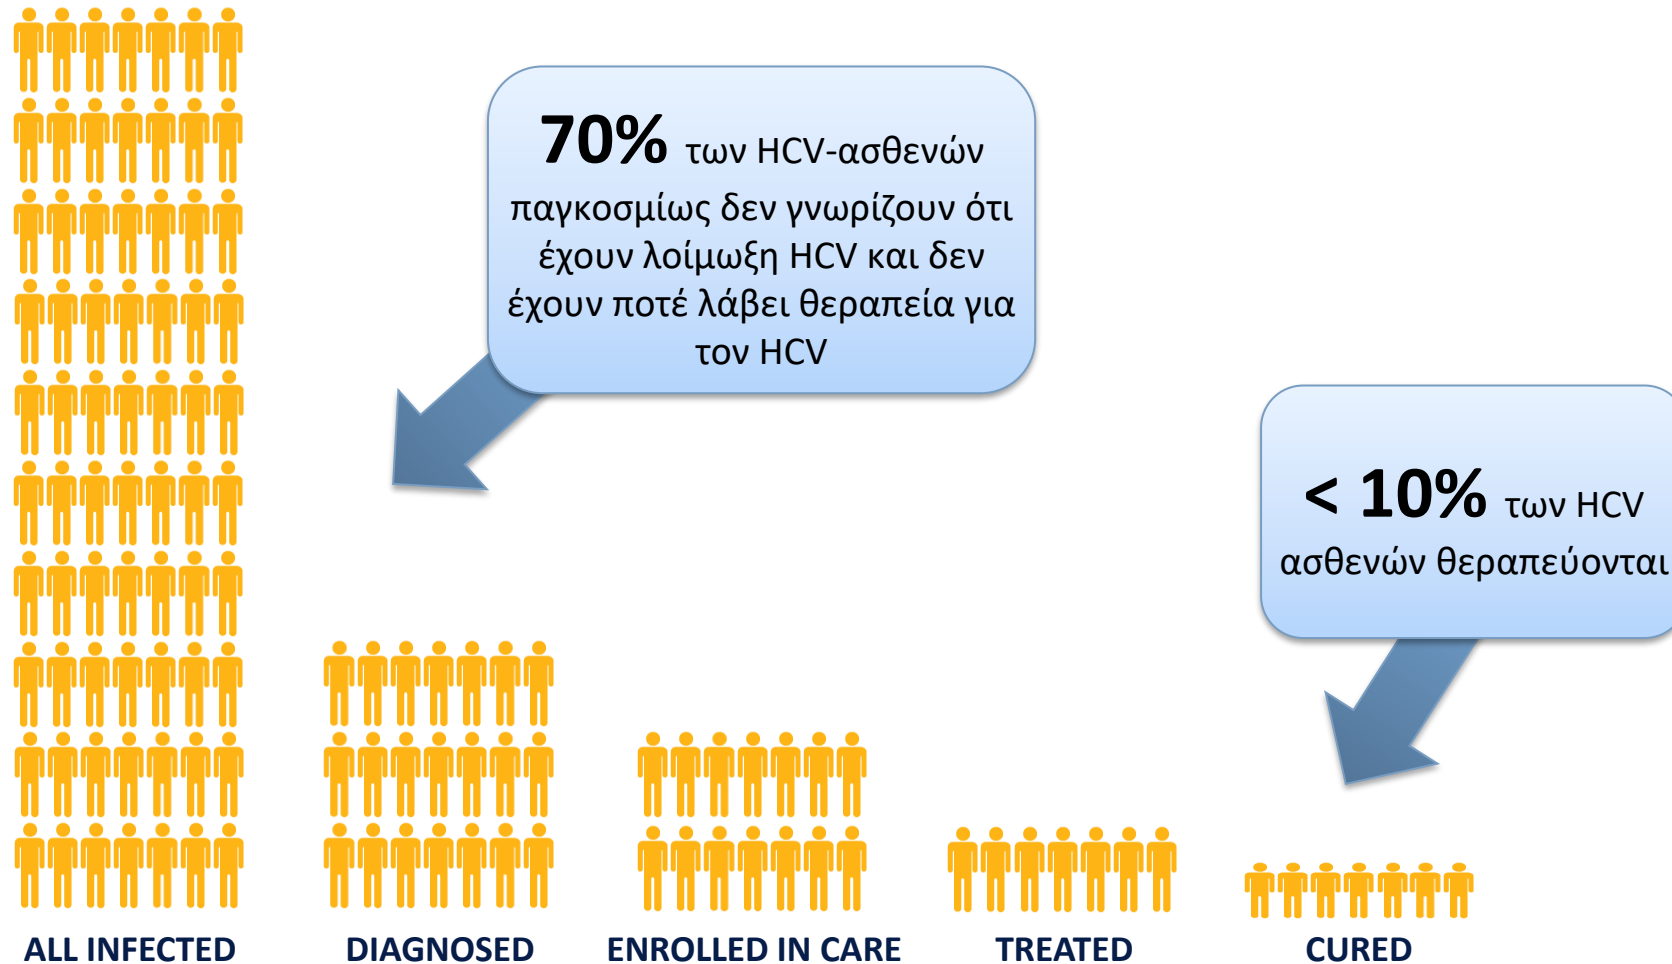 70% των HCV-ασθενών
παγκοσμίως δεν γνωρίζουν ότι
έχουν λοίμωξη HCV και δεν
έχουν ποτέ λάβει θεραπεία για
τον HCV
< 10% των HCV
ασθενών θεραπεύονται
ALL INFECTED
DIAGNOSED
ENROLLED IN CARE
TREATED
CURED